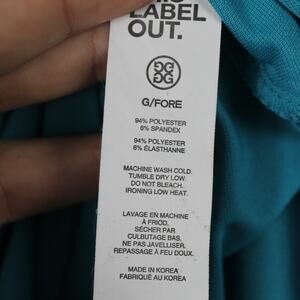 LABEL
OUT.
G/FORE
94% POLYESTER
6% SPANDEX
94% POLYESTER
6% ÉLASTHANNE
MACHINE WASH COLD.
TUMBLE DRY LOW.
DO NOT BLEACH.
IRONING LOW HEAT.
LAVAGE EN MACHINE
À FRIOD,
SÉCHER PAR
CULBUTAGE BAS,
NE PAS JAVELLISER.
REPASSAGE À FEU DOUX.
MADE IN KOREA
FABRIQUÉ AU KOREA